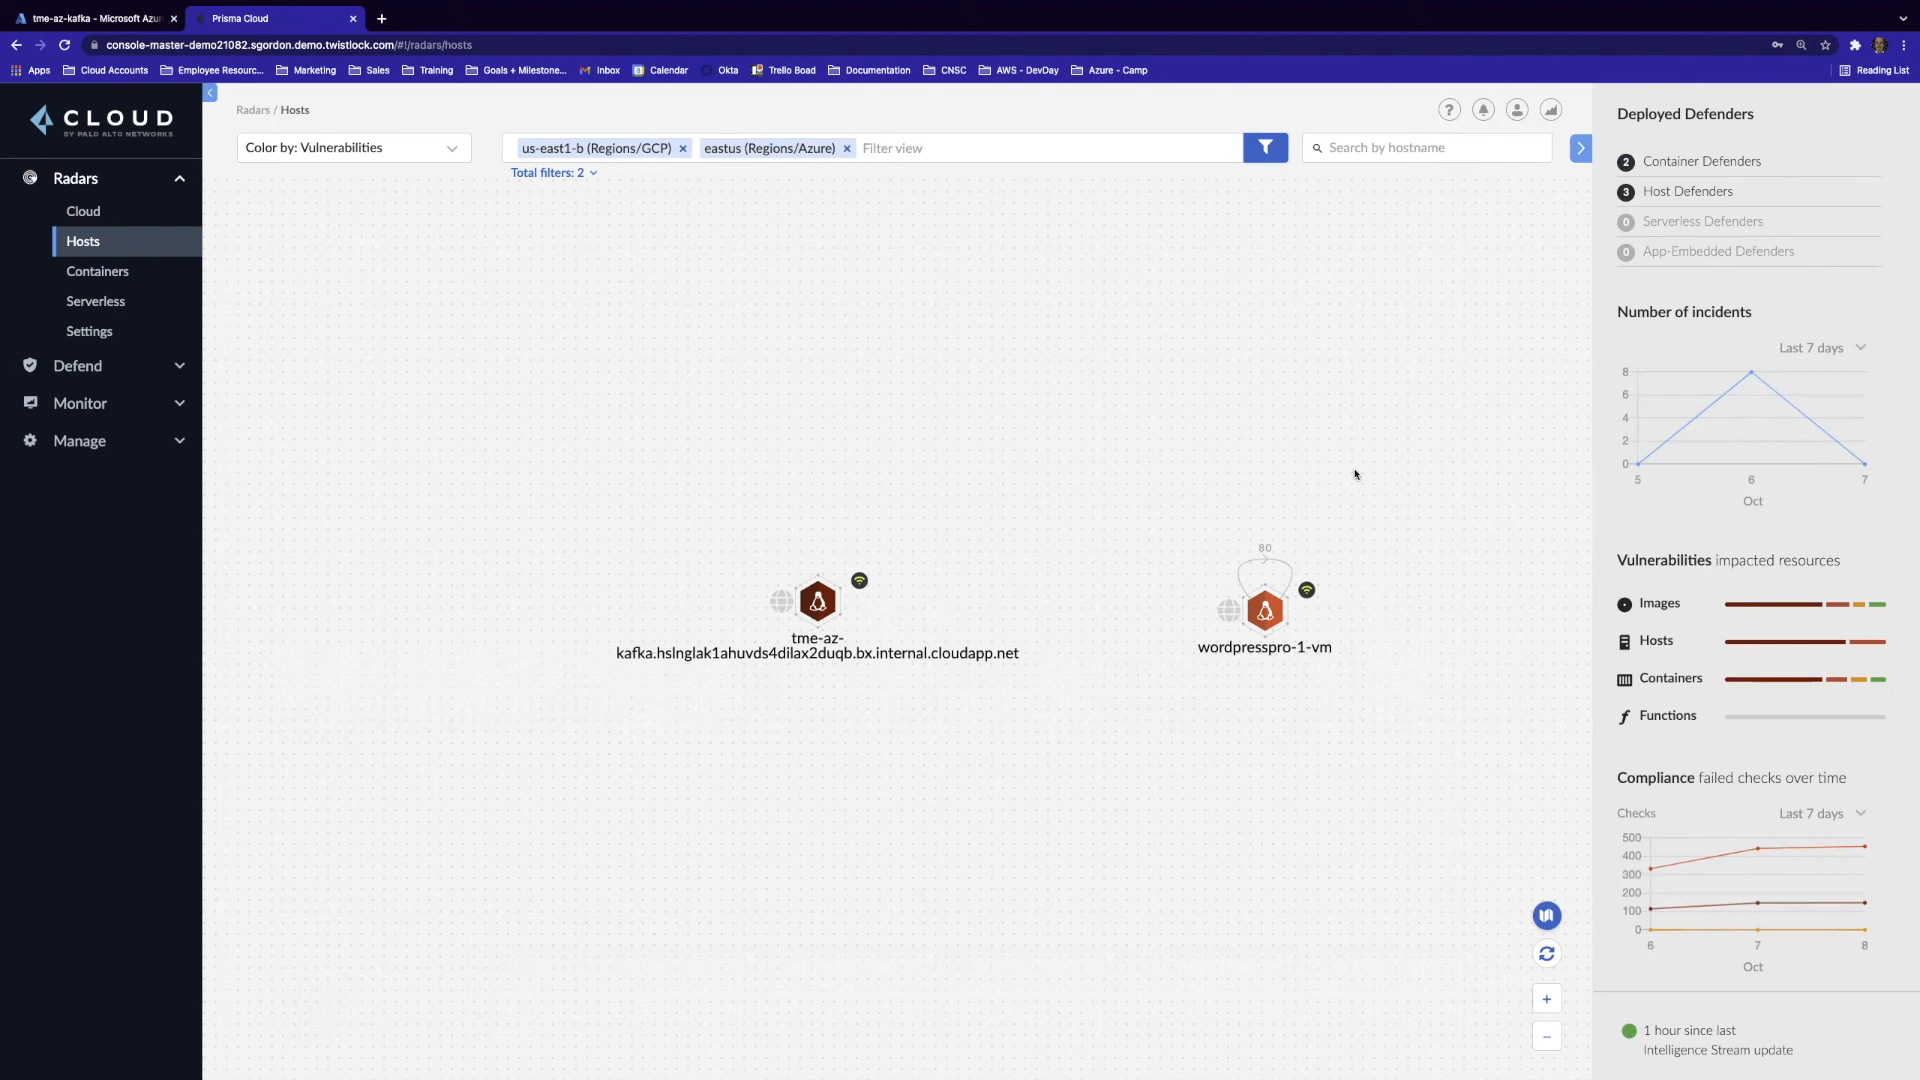 tme-az-kafka - Microsoft Azur
Prisma Cloud
console-master-demo21082.sgordon.demo.twistlock.com/#!/radars/hosts
Apps
Cloud Accounts
Employee Resourc...
Marketing
Sales
Training
Goals + Milestone...
Inbox
Calendar
Okta
Trello Boad
Documentation
CNSC
AWS - DevDay
Azure - Camp
Reading List
CLOUD
BY PALO ALTO NETWORKS
Radars
Cloud
Hosts
Containers
Serverless
Settings
Defend
Monitor
Manage
Radars / Hosts
Color by: Vulnerabilities
us-east1-b (Regions/GCP) ×
eastus (Regions/Azure) ×
Filter view
Total filters: 2
Search by hostname
tme-az-
kafka.hslnglak1ahuvds4dilax2duqb.bx.internal.cloudapp.net
80
wordpresspro-1-vm
+
−
Deployed Defenders
2 Container Defenders
3 Host Defenders
0 Serverless Defenders
0 App-Embedded Defenders
Number of incidents
Last 7 days
8
6
4
2
0
5 6 7
Oct
Vulnerabilities impacted resources
Images
Hosts
Containers
Functions
Compliance failed checks over time
Checks
Last 7 days
500
400
300
200
100
0
6 7 8
Oct
1 hour since last
Intelligence Stream update